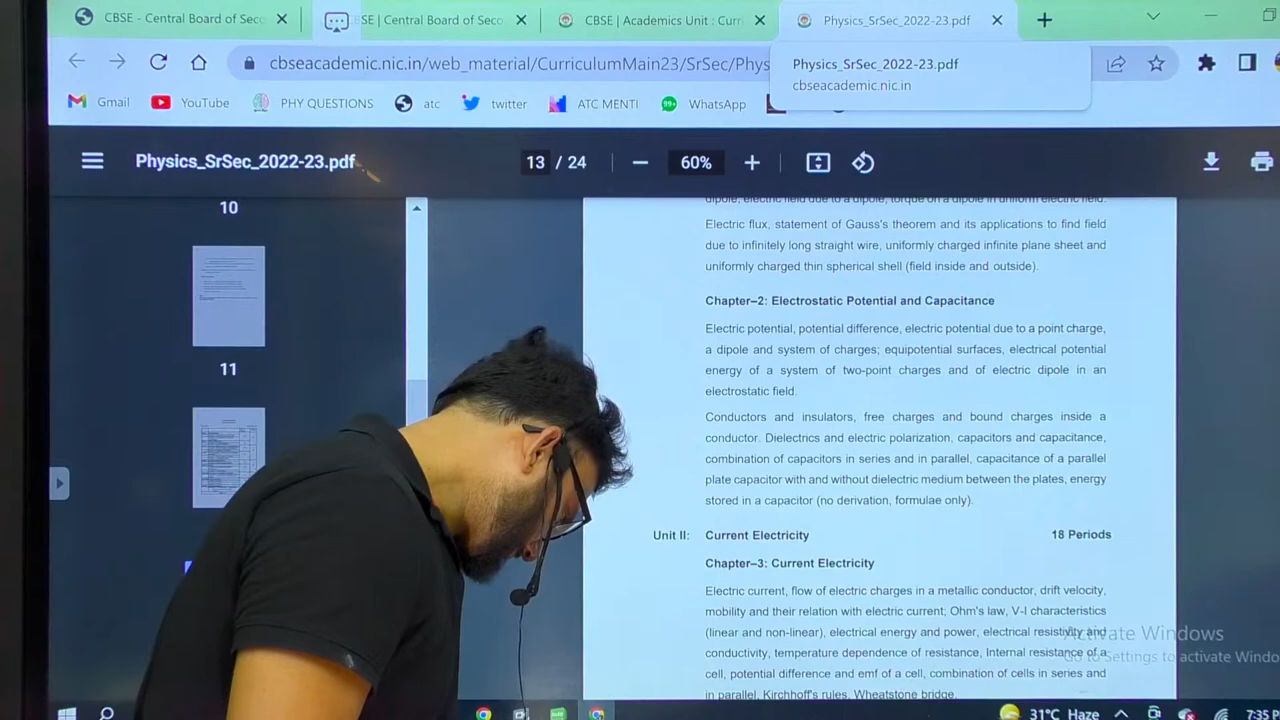 CBSE - Central Board of Seco
SE | Central Board of Seco
CBSE | Academics Unit : Curr
Physics_SrSec_2022-23.pdf
cbseacademic.nic.in/web_material/CurriculumMain23/SrSec/Phys
Physics_SrSec_2022-23.pdf
cbseacademic.nic.in
Gmail
YouTube
PHY QUESTIONS
atc
twitter
ATC MENTI
99+
WhatsApp
Physics_SrSec_2022-23.pdf
13 / 24
60%
10
11
dipole, electric field due to a dipole, torque on a dipole in uniform electric field.
Electric flux, statement of Gauss's theorem and its applications to find field
due to infinitely long straight wire, uniformly charged infinite plane sheet and
uniformly charged thin spherical shell (field inside and outside).
Chapter–2: Electrostatic Potential and Capacitance
Electric potential, potential difference, electric potential due to a point charge,
a dipole and system of charges; equipotential surfaces, electrical potential
energy of a system of two-point charges and of electric dipole in an
electrostatic field.
Conductors and insulators, free charges and bound charges inside a
conductor. Dielectrics and electric polarization, capacitors and capacitance,
combination of capacitors in series and in parallel, capacitance of a parallel
plate capacitor with and without dielectric medium between the plates, energy
stored in a capacitor (no derivation, formulae only).
Unit II: Current Electricity 18 Periods
Chapter–3: Current Electricity
Electric current, flow of electric charges in a metallic conductor, drift velocity,
mobility and their relation with electric current; Ohm's law, V-I characteristics
(linear and non-linear), electrical energy and power, electrical resistivity and
conductivity, temperature dependence of resistance, Internal resistance of a
cell, potential difference and emf of a cell, combination of cells in series and
in parallel, Kirchhoff's rules, Wheatstone bridge.
Activate Windows
Go to Settings to activate Windo
31°C Haze
7:35 P